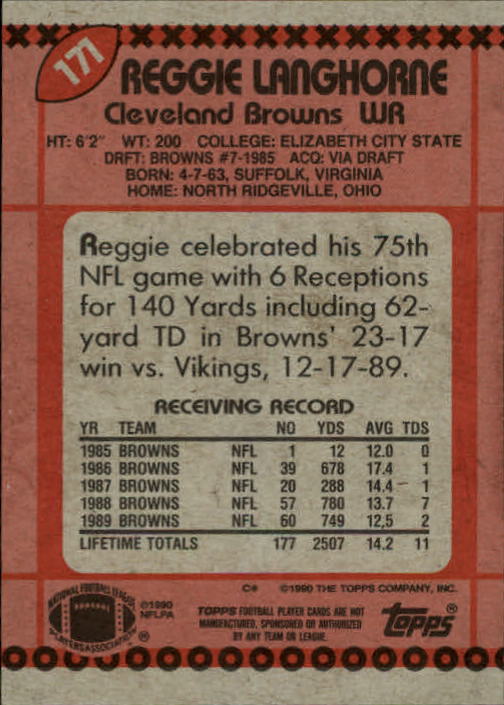 171
REGGIE LANGHORNE
Cleveland Browns WR
HT: 6'2" WT: 200 COLLEGE: ELIZABETH CITY STATE
DRFT: BROWNS #7-1985 ACQ: VIA DRAFT
BORN: 4-7-63, SUFFOLK, VIRGINIA
HOME: NORTH RIDGEVILLE, OHIO
Reggie celebrated his 75th
NFL game with 6 Receptions
for 140 Yards including 62-
yard TD in Browns' 23-17
win vs. Vikings, 12-17-89.
RECEIVING RECORD
YR TEAM NO YDS AVG TDS
1985 BROWNS NFL 1 12 12.0 0
1986 BROWNS NFL 39 678 17.4 1
1987 BROWNS NFL 20 288 14.4 1
1988 BROWNS NFL 57 780 13.7 7
1989 BROWNS NFL 60 749 12.5 2
LIFETIME TOTALS 177 2507 14.2 11
C* ©1990 THE TOPPS COMPANY, INC.
NATIONAL FOOTBALL LEAGUE
PLAYERS ASSOCIATION ®
©1990
NFLPA
TOPPS FOOTBALL PLAYER CARDS ARE NOT
MANUFACTURED, SPONSORED OR AUTHORIZED
BY ANY TEAM OR LEAGUE.
Topps®